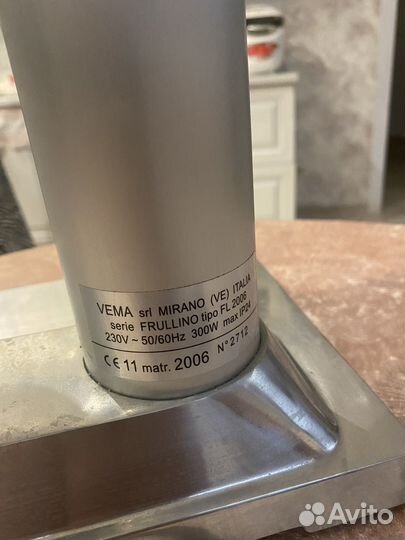 VEMA srl MIRANO (VE) ITALIA
serie FRULLINO tipo FL 2006
230V ~ 50/60Hz 300W max IP24
CE 11 matr. 2006 N° 2712
Avito